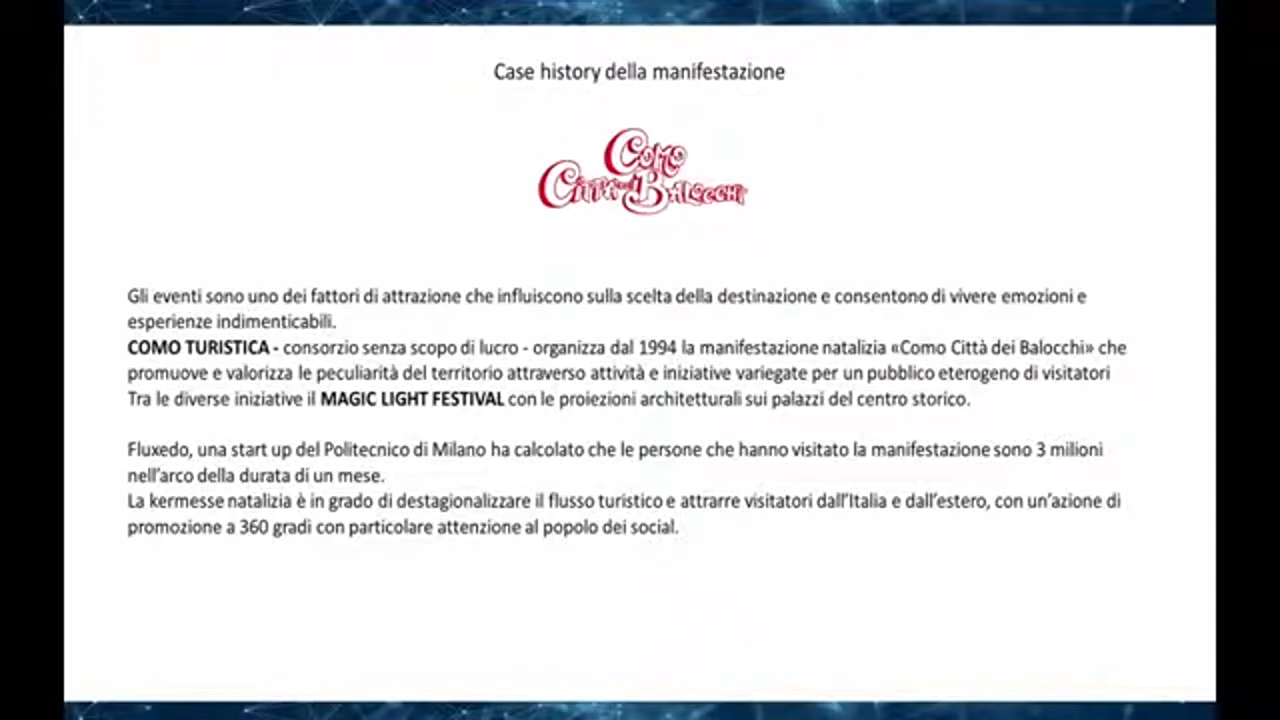 Case history della manifestazione
COMO
CITTÀ dei BALOCCHI
Gli eventi sono uno dei fattori di attrazione che influiscono sulla scelta della destinazione e consentono di vivere emozioni e
esperienze indimenticabili.
COMO TURISTICA - consorzio senza scopo di lucro - organizza dal 1994 la manifestazione natalizia «Como Città dei Balocchi» che
promuove e valorizza le peculiarità del territorio attraverso attività e iniziative variegate per un pubblico eterogeno di visitatori
Tra le diverse iniziative il MAGIC LIGHT FESTIVAL con le proiezioni architetturali sui palazzi del centro storico.
Fluxedo, una start up del Politecnico di Milano ha calcolato che le persone che hanno visitato la manifestazione sono 3 milioni
nell’arco della durata di un mese.
La kermesse natalizia è in grado di destagionalizzare il flusso turistico e attrarre visitatori dall’Italia e dall’estero, con un’azione di
promozione a 360 gradi con particolare attenzione al popolo dei social.